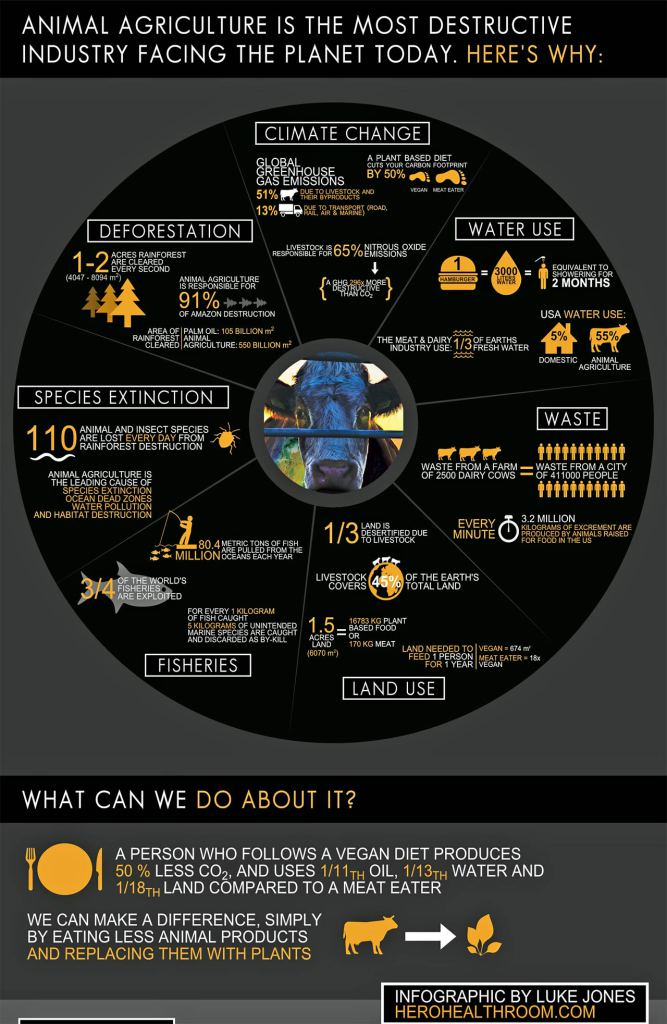 ANIMAL AGRICULTURE IS THE MOST DESTRUCTIVE
INDUSTRY FACING THE PLANET TODAY. HERE'S WHY:
CLIMATE CHANGE
GLOBAL
GREENHOUSE
GAS EMISSIONS
51% DUE TO LIVESTOCK AND
THEIR BYPRODUCTS
13% DUE TO TRANSPORT (ROAD,
RAIL, AIR & MARINE)
A PLANT BASED DIET
CUTS YOUR CARBON FOOTPRINT
BY 50%
VEGAN MEAT EATER
LIVESTOCK IS
RESPONSIBLE FOR 65% NITROUS OXIDE
EMISSIONS
A GHG 296x MORE
DESTRUCTIVE
THAN CO2
WATER USE
1
HAMBURGER
=
3000
LITERS
WATER
=
EQUIVALENT TO
SHOWERING FOR
2 MONTHS
USA WATER USE:
5%
DOMESTIC
55%
ANIMAL
AGRICULTURE
THE MEAT & DAIRY
INDUSTRY USE: 1/3 OF EARTHS
FRESH WATER
WASTE
WASTE FROM A FARM
OF 2500 DAIRY COWS
=
WASTE FROM A CITY
OF 411000 PEOPLE
EVERY
MINUTE
3.2 MILLION
KILOGRAMS OF EXCREMENT ARE
PRODUCED BY ANIMALS RAISED
FOR FOOD IN THE US
LAND USE
1/3 LAND IS
DESERTIFIED DUE
TO LIVESTOCK
LIVESTOCK
COVERS 45% OF THE EARTH'S
TOTAL LAND
1.5
ACRES
LAND
(6070 m²)
=
16783 KG PLANT
BASED FOOD
OR
170 KG MEAT
LAND NEEDED TO
FEED 1 PERSON
FOR 1 YEAR
VEGAN = 674 m²
MEAT EATER = 18x
VEGAN
FISHERIES
80.4
MILLION
METRIC TONS OF FISH
ARE PULLED FROM THE
OCEANS EACH YEAR
3/4 OF THE WORLD'S
FISHERIES
ARE EXPLOITED
FOR EVERY 1 KILOGRAM
OF FISH CAUGHT
5 KILOGRAMS OF UNINTENDED
MARINE SPECIES ARE CAUGHT
AND DISCARDED AS BY-KILL
SPECIES EXTINCTION
110 ANIMAL AND INSECT SPECIES
ARE LOST EVERY DAY FROM
RAINFOREST DESTRUCTION
ANIMAL AGRICULTURE IS
THE LEADING CAUSE OF
SPECIES EXTINCTION
OCEAN DEAD ZONES
WATER POLLUTION
AND HABITAT DESTRUCTION
DEFORESTATION
1-2 ACRES RAINFOREST
ARE CLEARED
EVERY SECOND
(4047 - 8094 m²)
ANIMAL AGRICULTURE
IS RESPONSIBLE FOR
91%
OF AMAZON DESTRUCTION
AREA OF
RAINFOREST
CLEARED
PALM OIL: 105 BILLION m²
ANIMAL
AGRICULTURE: 550 BILLION m²
WHAT CAN WE DO ABOUT IT?
A PERSON WHO FOLLOWS A VEGAN DIET PRODUCES
50 % LESS CO2, AND USES 1/11TH OIL, 1/13TH WATER AND
1/18TH LAND COMPARED TO A MEAT EATER
WE CAN MAKE A DIFFERENCE, SIMPLY
BY EATING LESS ANIMAL PRODUCTS
AND REPLACING THEM WITH PLANTS
INFOGRAPHIC BY LUKE JONES
HEROHEALTHROOM.COM